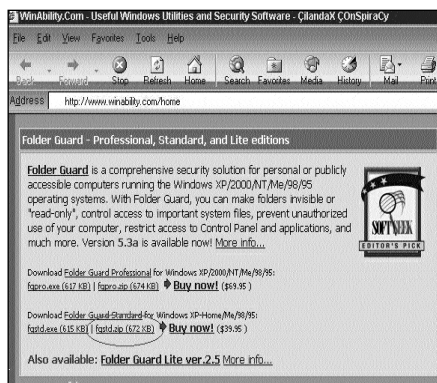 WinAbility.Com - Useful Windows Utilities and Security Software - ÇilandaX ÇOnSpiraCy
File Edit View Favorites Tools Help
Back Forward Stop Refresh Home Search Favorites Media History Mail Print
Address http://www.winability.com/home
Folder Guard - Professional, Standard, and Lite editions
Folder Guard is a comprehensive security solution for personal or publicly
accessible computers running the Windows XP/2000/NT/Me/98/95
operating systems. With Folder Guard, you can make folders invisible or
"read-only", control access to important system files, prevent unauthorized
use of your computer, restrict access to Control Panel and applications, and
much more. Version 5.3a is available now! More info...
SOFTSEEK
EDITOR'S PICK
Download Folder Guard Professional for Windows XP/2000/NT/Me/98/95:
fgpro.exe (617 KB) | fgpro.zip (674 KB) Buy now! ($69.95 )
Download Folder Guard Standard for Windows XP-Home/Me/98/95:
fgstd.exe (615 KB) | fgstd.zip (672 KB) Buy now! ($39.95 )
Also available: Folder Guard Lite ver.2.5 More info...